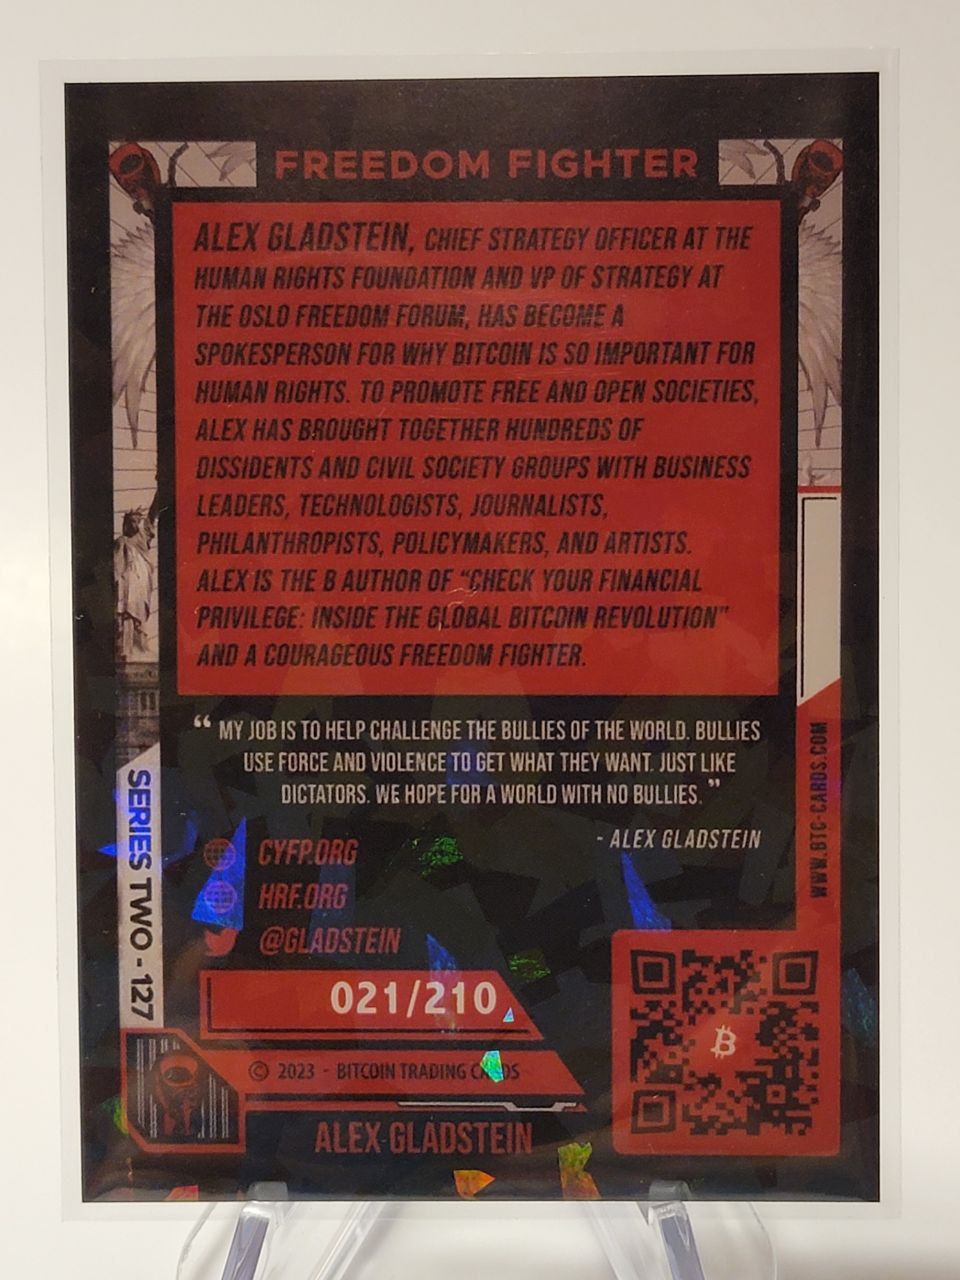 FREEDOM FIGHTER
ALEX GLADSTEIN, CHIEF STRATEGY OFFICER AT THE
HUMAN RIGHTS FOUNDATION AND VP OF STRATEGY AT
THE OSLO FREEDOM FORUM, HAS BECOME A
SPOKESPERSON FOR WHY BITCOIN IS SO IMPORTANT FOR
HUMAN RIGHTS. TO PROMOTE FREE AND OPEN SOCIETIES,
ALEX HAS BROUGHT TOGETHER HUNDREDS OF
DISSIDENTS AND CIVIL SOCIETY GROUPS WITH BUSINESS
LEADERS, TECHNOLOGISTS, JOURNALISTS,
PHILANTHROPISTS, POLICYMAKERS, AND ARTISTS.
ALEX IS THE B AUTHOR OF “CHECK YOUR FINANCIAL
PRIVILEGE: INSIDE THE GLOBAL BITCOIN REVOLUTION”
AND A COURAGEOUS FREEDOM FIGHTER.
“ MY JOB IS TO HELP CHALLENGE THE BULLIES OF THE WORLD. BULLIES
USE FORCE AND VIOLENCE TO GET WHAT THEY WANT. JUST LIKE
DICTATORS. WE HOPE FOR A WORLD WITH NO BULLIES. ”
- ALEX GLADSTEIN
CYFP.ORG
HRF.ORG
@GLADSTEIN
021/210
© 2023 - BITCOIN TRADING CARDS
ALEX GLADSTEIN
SERIES TWO - 127
WWW.BTC-CARDS.COM